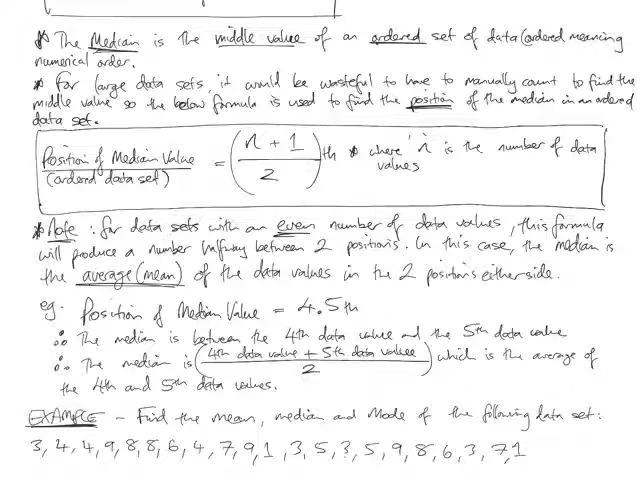 * The Median is the middle value of an ordered set of data (ordered meaning
numerical order.
* For large data sets, it would be wasteful to have to manually count to find the
middle value so the below formula is used to find the position of the median in an ordered
data set.
Position of Median Value (ordered data set) = (n + 1 / 2)th * where 'n' is the number of data
values
* Note : for data sets with an even number of data values, this formula
will produce a number halfway between 2 positions. In this case, the median is
the average (mean) of the data values in the 2 positions either side.
eg. Position of Median Value = 4.5th
∴ The median is between the 4th data value and the 5th data value
∴ The median is (4th data value + 5th data value / 2) which is the average of
the 4th and 5th data values.
EXAMPLE - Find the mean, median and Mode of the following data set:
3, 4, 4, 9, 8, 8, 6, 4, 7, 9, 1, 3, 5, 5, 9, 8, 6, 3, 7, 1